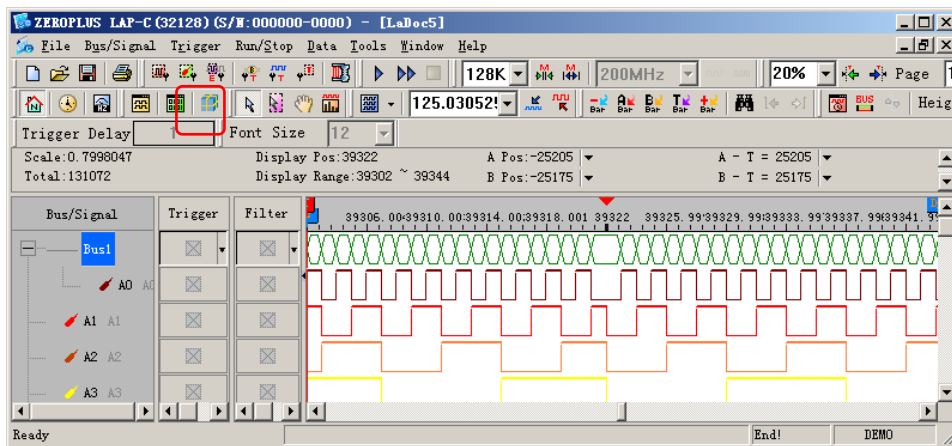 ZEROPLUS LAP-C (32128) (S/N:000000-0000) - [LaDoc5]
File Bus/Signal Trigger Run/Stop Data Tools Window Help
128K 200MHz 20% Page 1
125.03052! Bar Bar Bar Bar Bar BUS Heig
Trigger Delay 1 Font Size 12
Scale:0.7998047 Display Pos:39322 A Pos:-25205 A - T = 25205
Total:131072 Display Range:39302 ~ 39344 B Pos:-25175 B - T = 25175
Bus/Signal Trigger Filter
39306.00 39310.00 39314.00 39318.001 39322 39325.99 39329.99 39333.99 39337.99 39341.9
Bus1
A0 A0
A1 A1
A2 A2
A3 A3
Ready End! DEMO